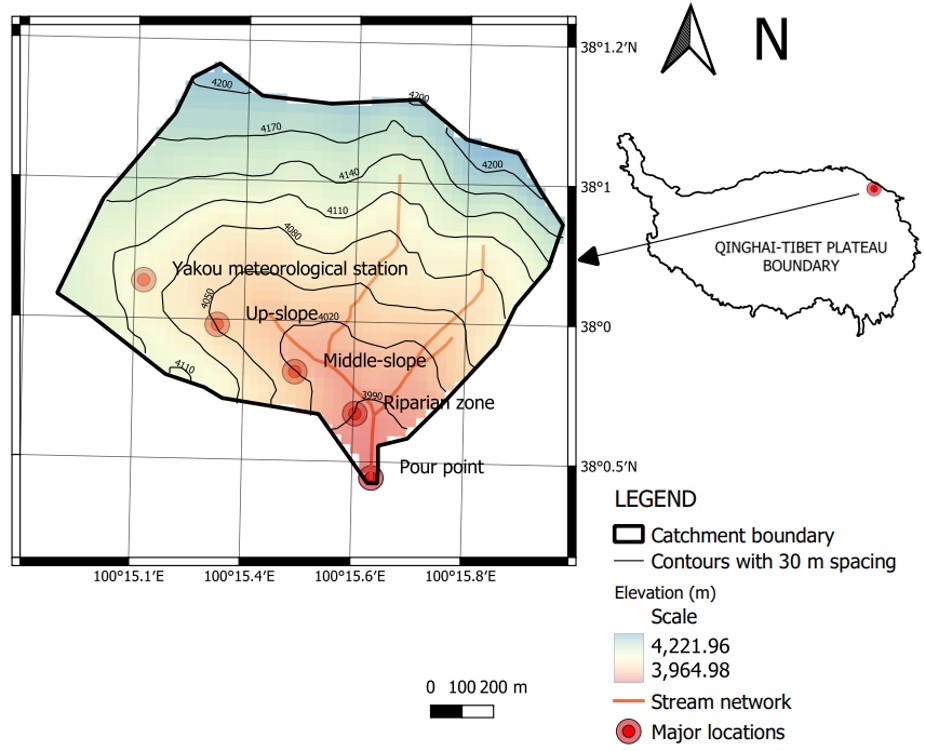 N
38°1.2'N
4200
4200
4170
4200
4140
38°1'N
4110
4080
QINGHAI-TIBET PLATEAU
BOUNDARY
Yakou meteorological station
4050
Up-slope
4020
38°0'N
Middle-slope
4110
3990
Riparian zone
Pour point
38°0.5'N
100°15.1'E
100°15.4'E
100°15.6'E
100°15.8'E
LEGEND
Catchment boundary
Contours with 30 m spacing
Elevation (m)
Scale
4,221.96
3,964.98
Stream network
Major locations
0 100 200 m